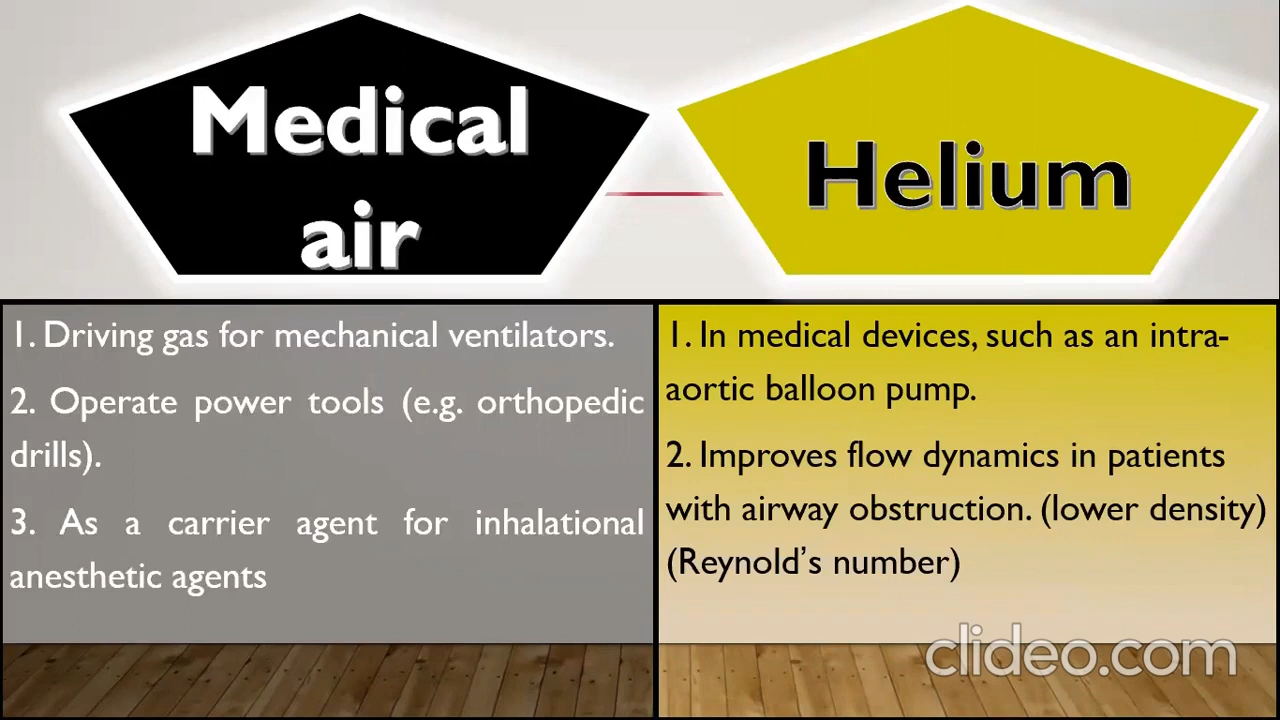 Medical
air
Helium
1. Driving gas for mechanical ventilators.
2. Operate power tools (e.g. orthopedic
drills).
3. As a carrier agent for inhalational
anesthetic agents
1. In medical devices, such as an intra-
aortic balloon pump.
2. Improves flow dynamics in patients
with airway obstruction. (lower density)
(Reynold’s number)
clideo.com